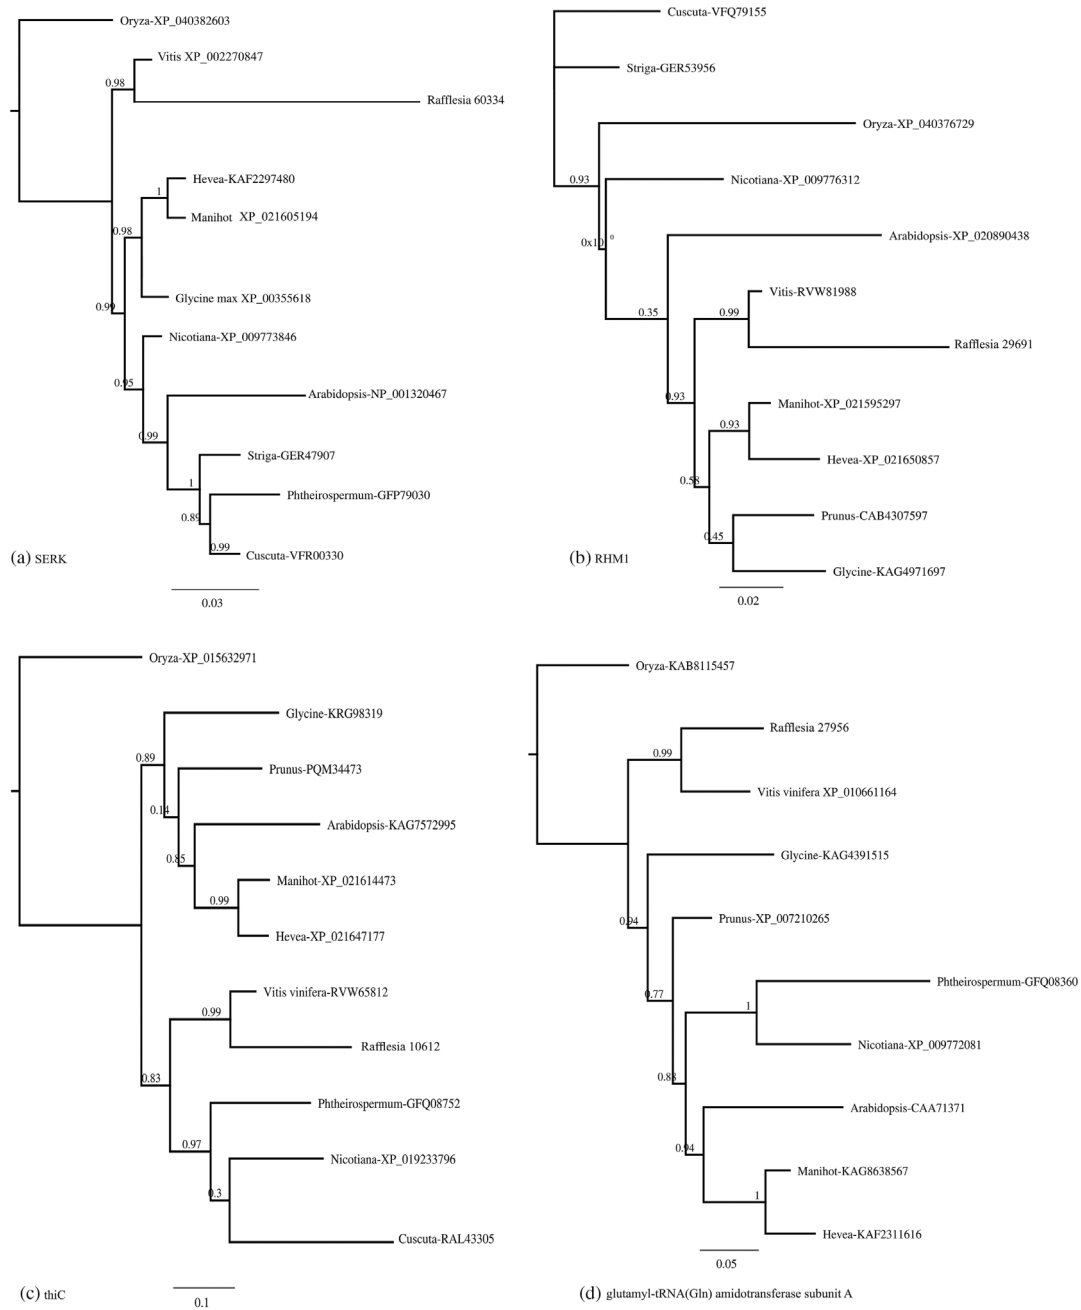 Oryza-XP_040382603
Vitis XP_002270847
0.98
Rafflesia 60334
Hevea-KAF2297480
1
Manihot XP_021605194
0.98
Glycine max XP_00355618
0.99
Nicotiana-XP_009773846
0.95
Arabidopsis-NP_001320467
0.99
Striga-GER47907
1
Phtheirospermum-GFP79030
0.89
0.99
Cuscuta-VFR00330
(a) SERK
0.03
Cuscuta-VFQ79155
Striga-GER53956
Oryza-XP_040376729
0.93
Nicotiana-XP_009776312
0x10⁰
Arabidopsis-XP_020890438
Vitis-RVW81988
0.35
0.99
Rafflesia 29691
0.93
Manihot-XP_021595297
0.93
Hevea-XP_021650857
0.58
Prunus-CAB4307597
0.45
Glycine-KAG4971697
(b) RHM1
0.02
Oryza-XP_015632971
Glycine-KRG98319
0.89
Prunus-PQM34473
0.14
Arabidopsis-KAG7572995
0.85
Manihot-XP_021614473
0.99
Hevea-XP_021647177
Vitis vinifera-RVW65812
0.99
Rafflesia 10612
0.83
Phtheirospermum-GFQ08752
0.97
Nicotiana-XP_019233796
0.3
Cuscuta-RAL43305
(c) thiC
0.1
Oryza-KAB8115457
Rafflesia 27956
0.99
Vitis vinifera XP_010661164
Glycine-KAG4391515
0.94
Prunus-XP_007210265
Phtheirospermum-GFQ08360
0.77
1
Nicotiana-XP_009772081
0.88
Arabidopsis-CAA71371
0.94
Manihot-KAG8638567
1
Hevea-KAF2311616
0.05
(d) glutamyl-tRNA(Gln) amidotransferase subunit A